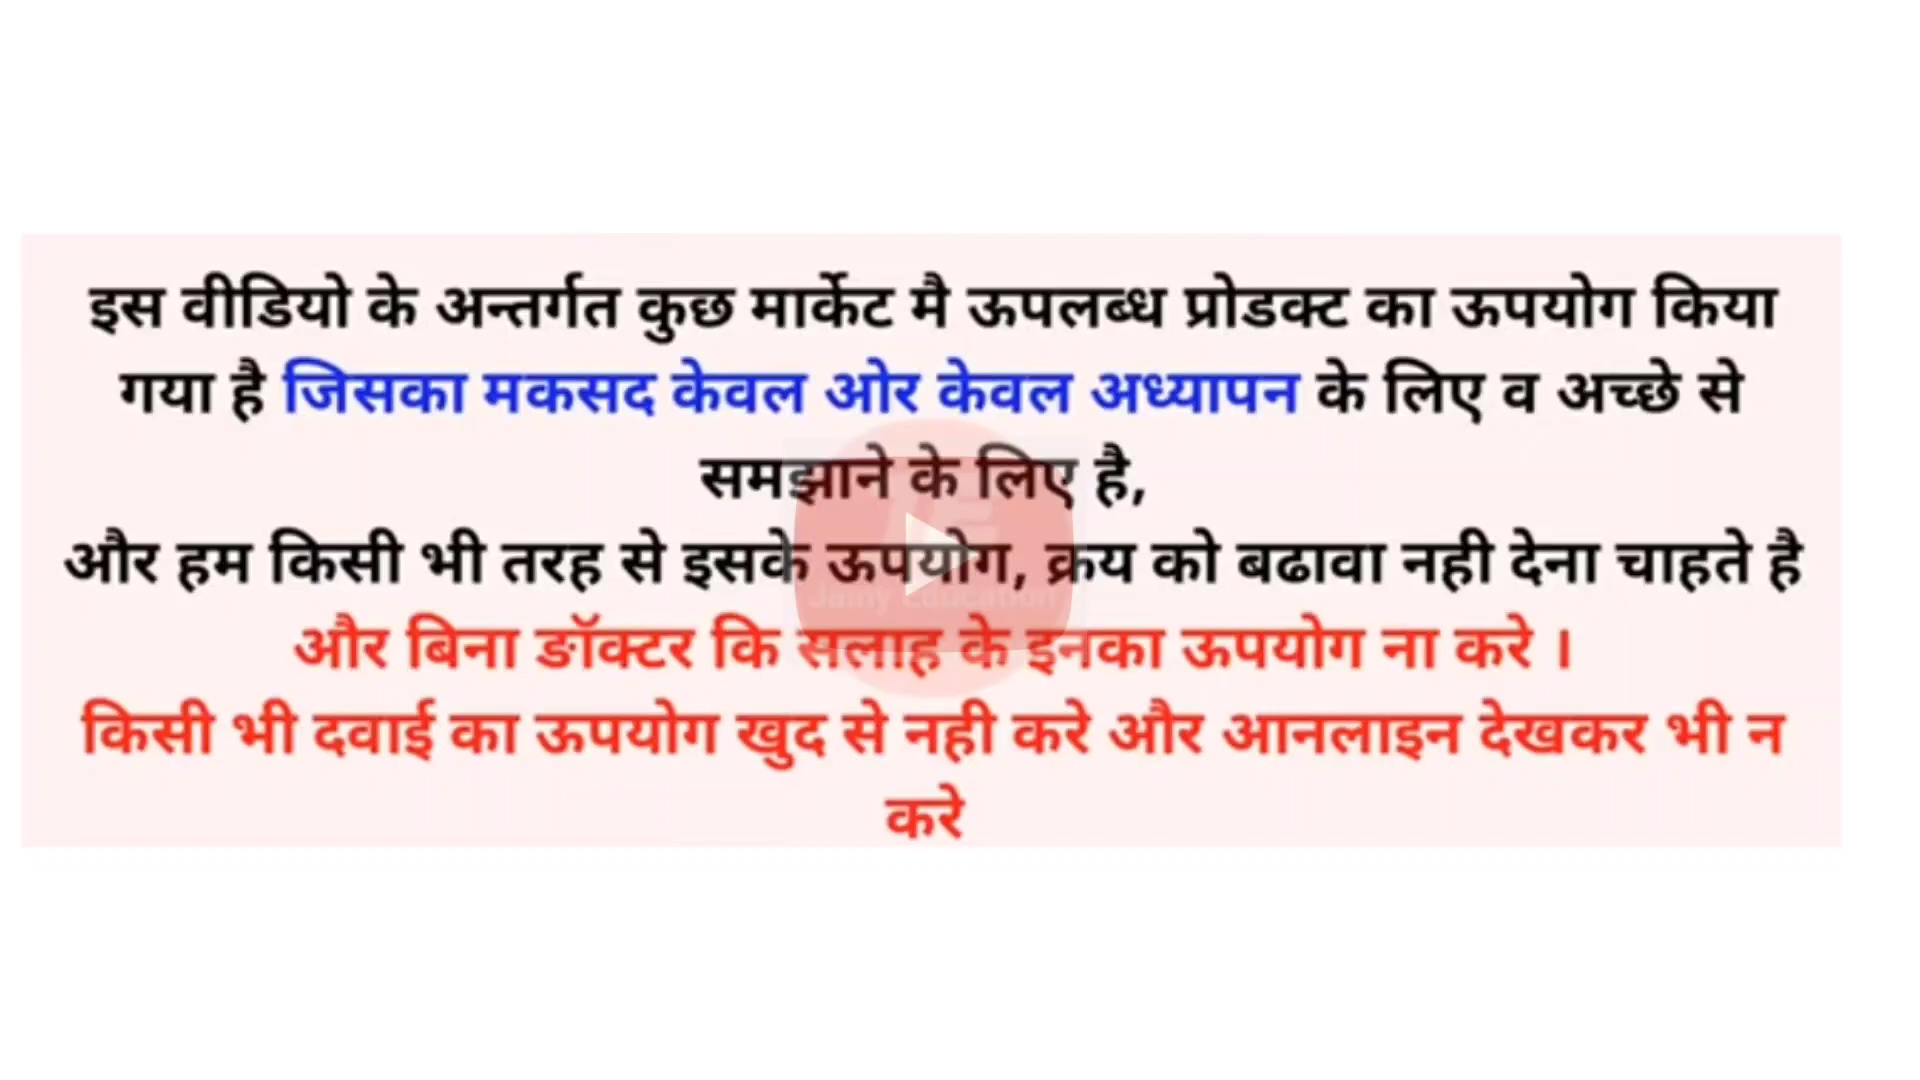 इस वीडियो के अन्तर्गत कुछ मार्केट मै ऊपलब्ध प्रोडक्ट का ऊपयोग किया
गया है जिसका मकसद केवल ओर केवल अध्यापन के लिए व अच्छे से
समझाने के लिए है,
और हम किसी भी तरह से इसके ऊपयोग, क्रय को बढावा नही देना चाहते है
Jainy Education
और बिना ङॉक्टर कि सलाह के इनका ऊपयोग ना करे ।
किसी भी दवाई का ऊपयोग खुद से नही करे और आनलाइन देखकर भी न
करे